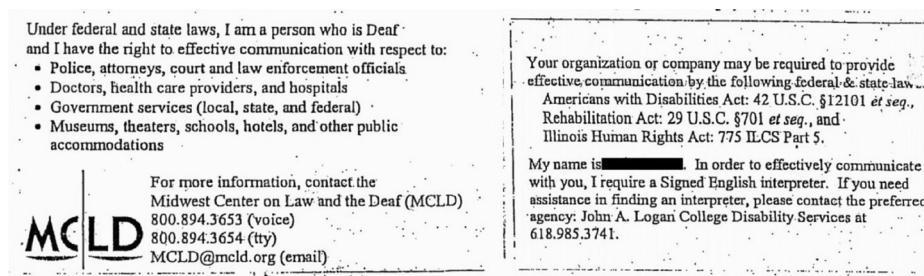 Under federal and state laws, I am a person who is Deaf
and I have the right to effective communication with respect to:
• Police, attorneys, court and law enforcement officials
• Doctors, health care providers, and hospitals
• Government services (local, state, and federal)
• Museums, theaters, schools, hotels, and other public
accommodations
MCLD
For more information, contact the
Midwest Center on Law and the Deaf (MCLD)
800.894.3653 (voice)
800.894.3654 (tty)
MCLD@mcld.org (email)
Your organization or company may be required to provide
effective communication by the following federal & state law
Americans with Disabilities Act: 42 U.S.C. §12101 et seq.,
Rehabilitation Act: 29 U.S.C. §701 et seq., and
Illinois Human Rights Act: 775 ILCS Part 5.
My name is . In order to effectively communicate
with you, I require a Signed English interpreter. If you need
assistance in finding an interpreter, please contact the preferred
agency: John A. Logan College Disability Services at
618.985.3741.